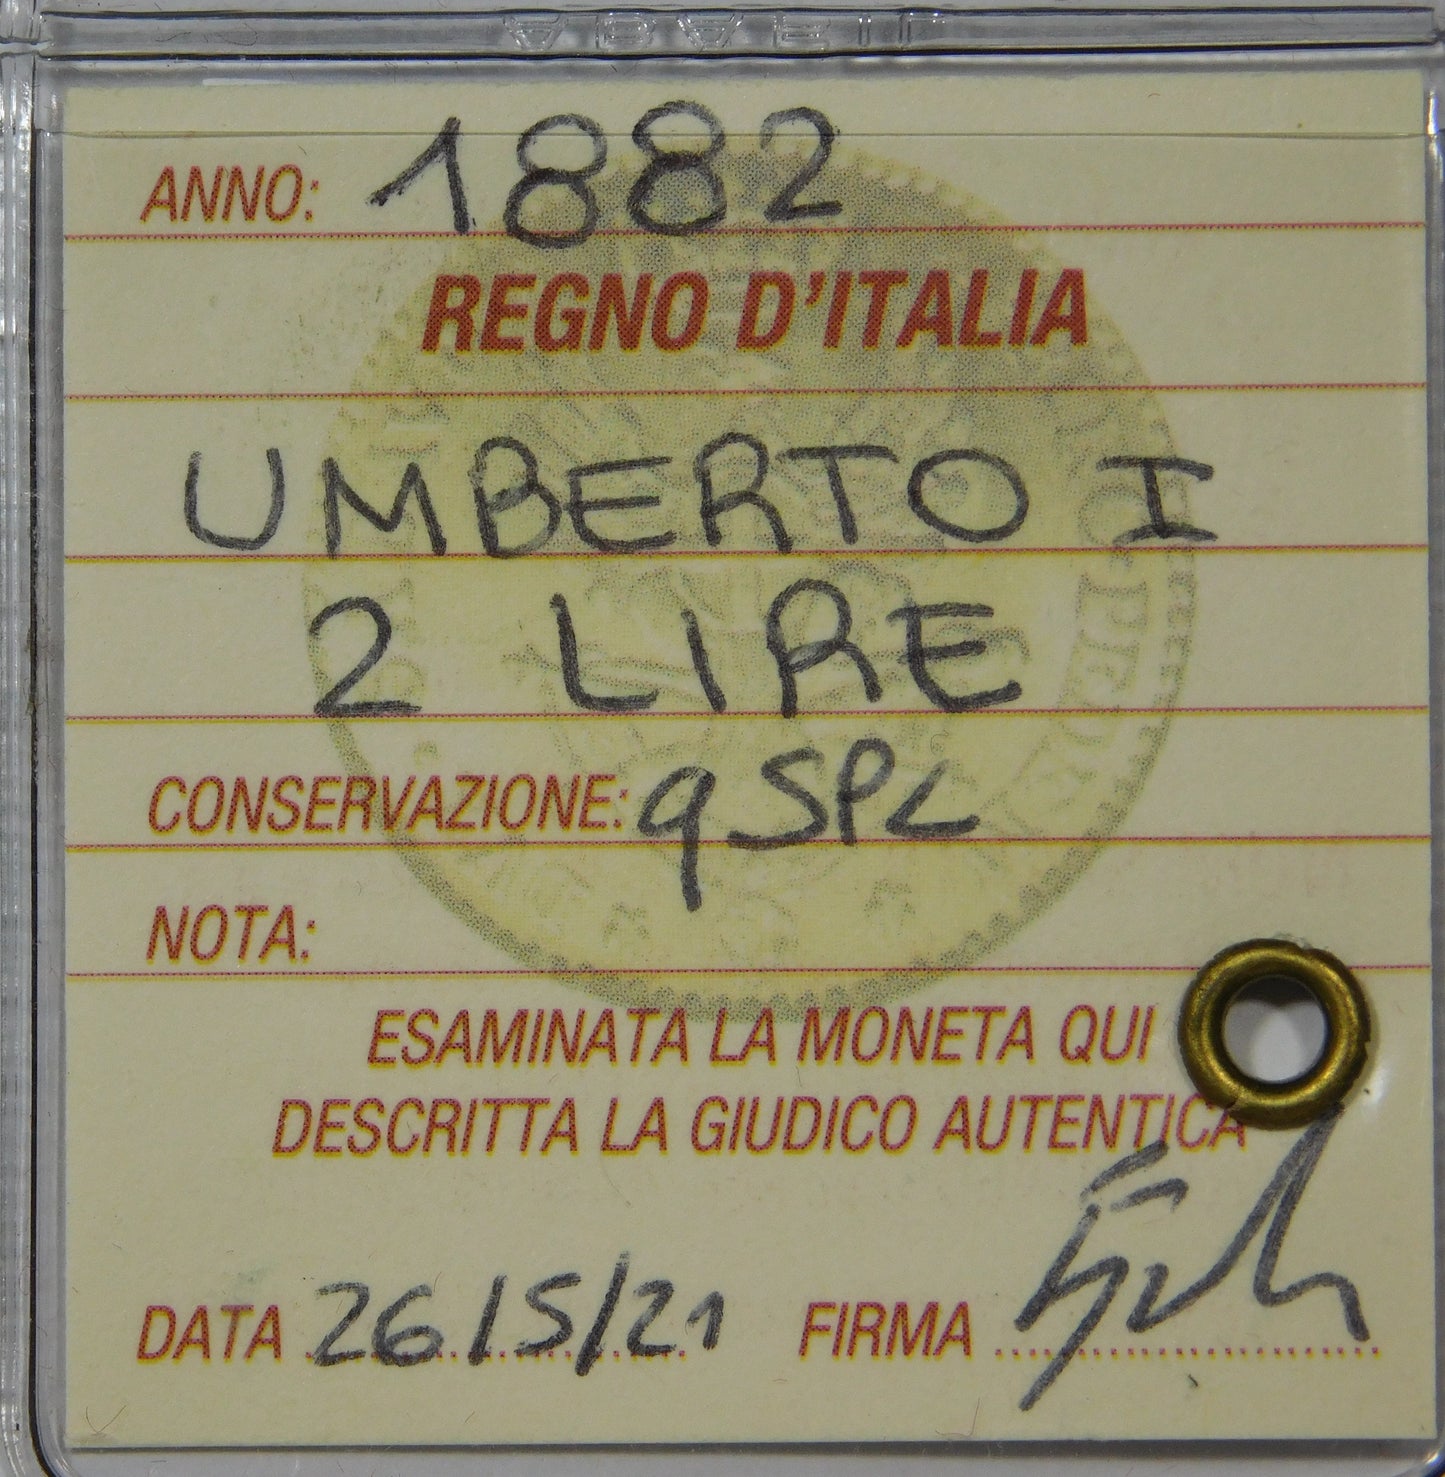 ANNO: 1882
REGNO D'ITALIA
UMBERTO I
2 LIRE
CONSERVAZIONE: q SPL
NOTA:
ESAMINATA LA MONETA QUI
DESCRITTA LA GIUDICO AUTENTICA
DATA 26/5/21 FIRMA